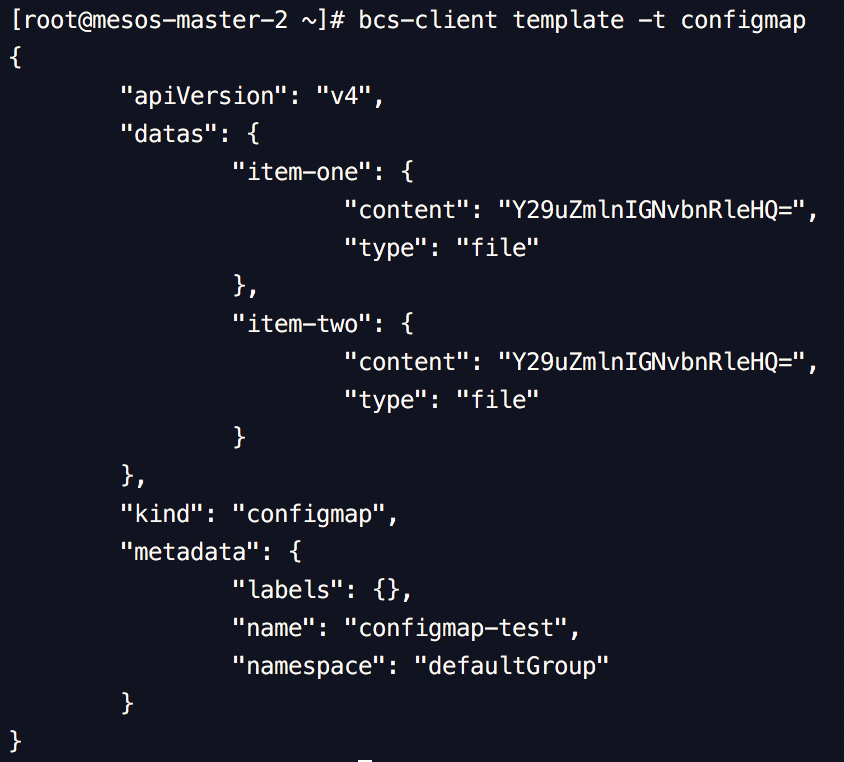 [root@mesos-master-2 ~]# bcs-client template -t configmap
{
        "apiVersion": "v4",
        "datas": {
                "item-one": {
                        "content": "Y29uZmlnIGNvbnRleHQ=",
                        "type": "file"
                },
                "item-two": {
                        "content": "Y29uZmlnIGNvbnRleHQ=",
                        "type": "file"
                }
        },
        "kind": "configmap",
        "metadata": {
                "labels": {},
                "name": "configmap-test",
                "namespace": "defaultGroup"
        }
}